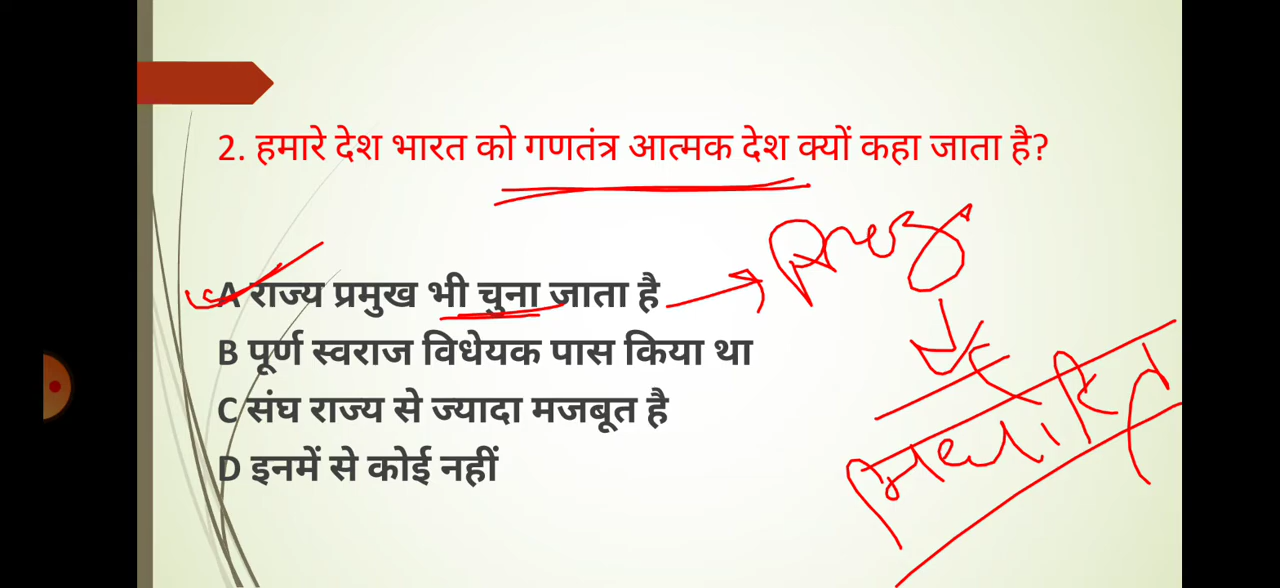 2. हमारे देश भारत को गणतंत्र आत्मक देश क्यों कहा जाता है?
A राज्य प्रमुख भी चुना जाता है
B पूर्ण स्वराज विधेयक पास किया था
C संघ राज्य से ज्यादा मजबूत है
D इनमें से कोई नहीं